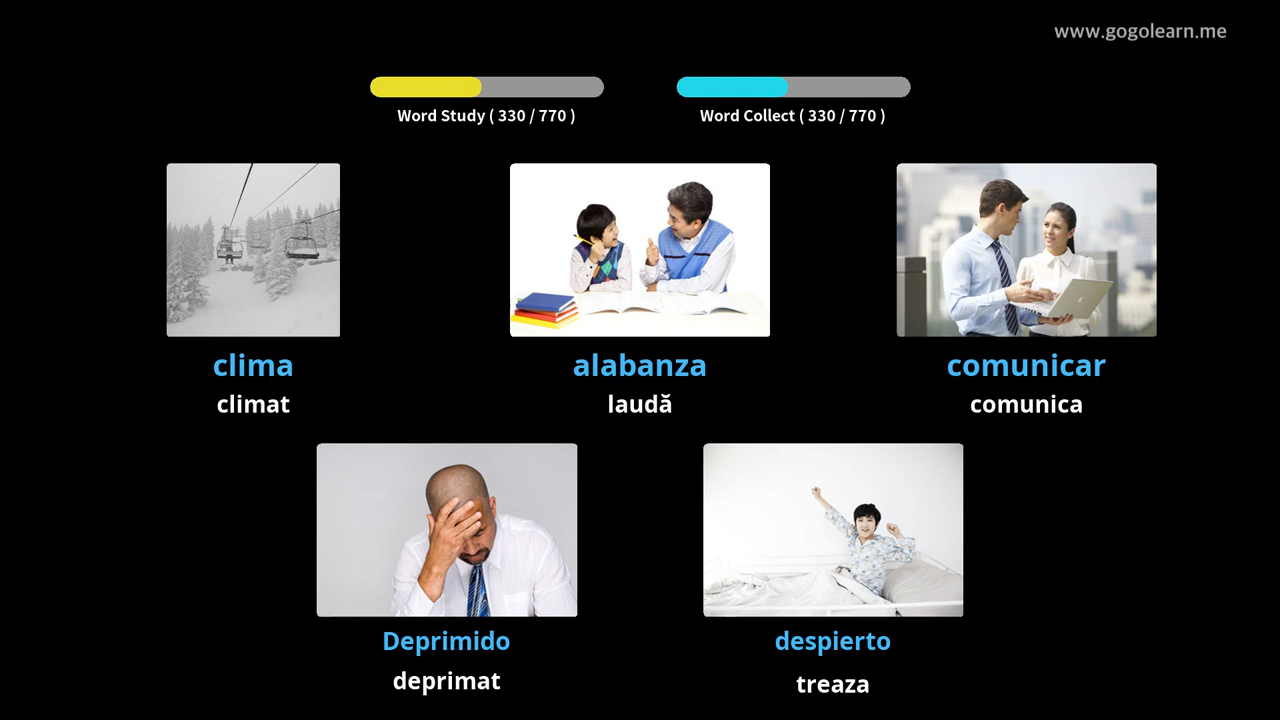 www.gogolearn.me
Word Study ( 330 / 770 )
Word Collect ( 330 / 770 )
clima
climat
alabanza
laudă
comunicar
comunica
Deprimido
deprimat
despierto
treaza